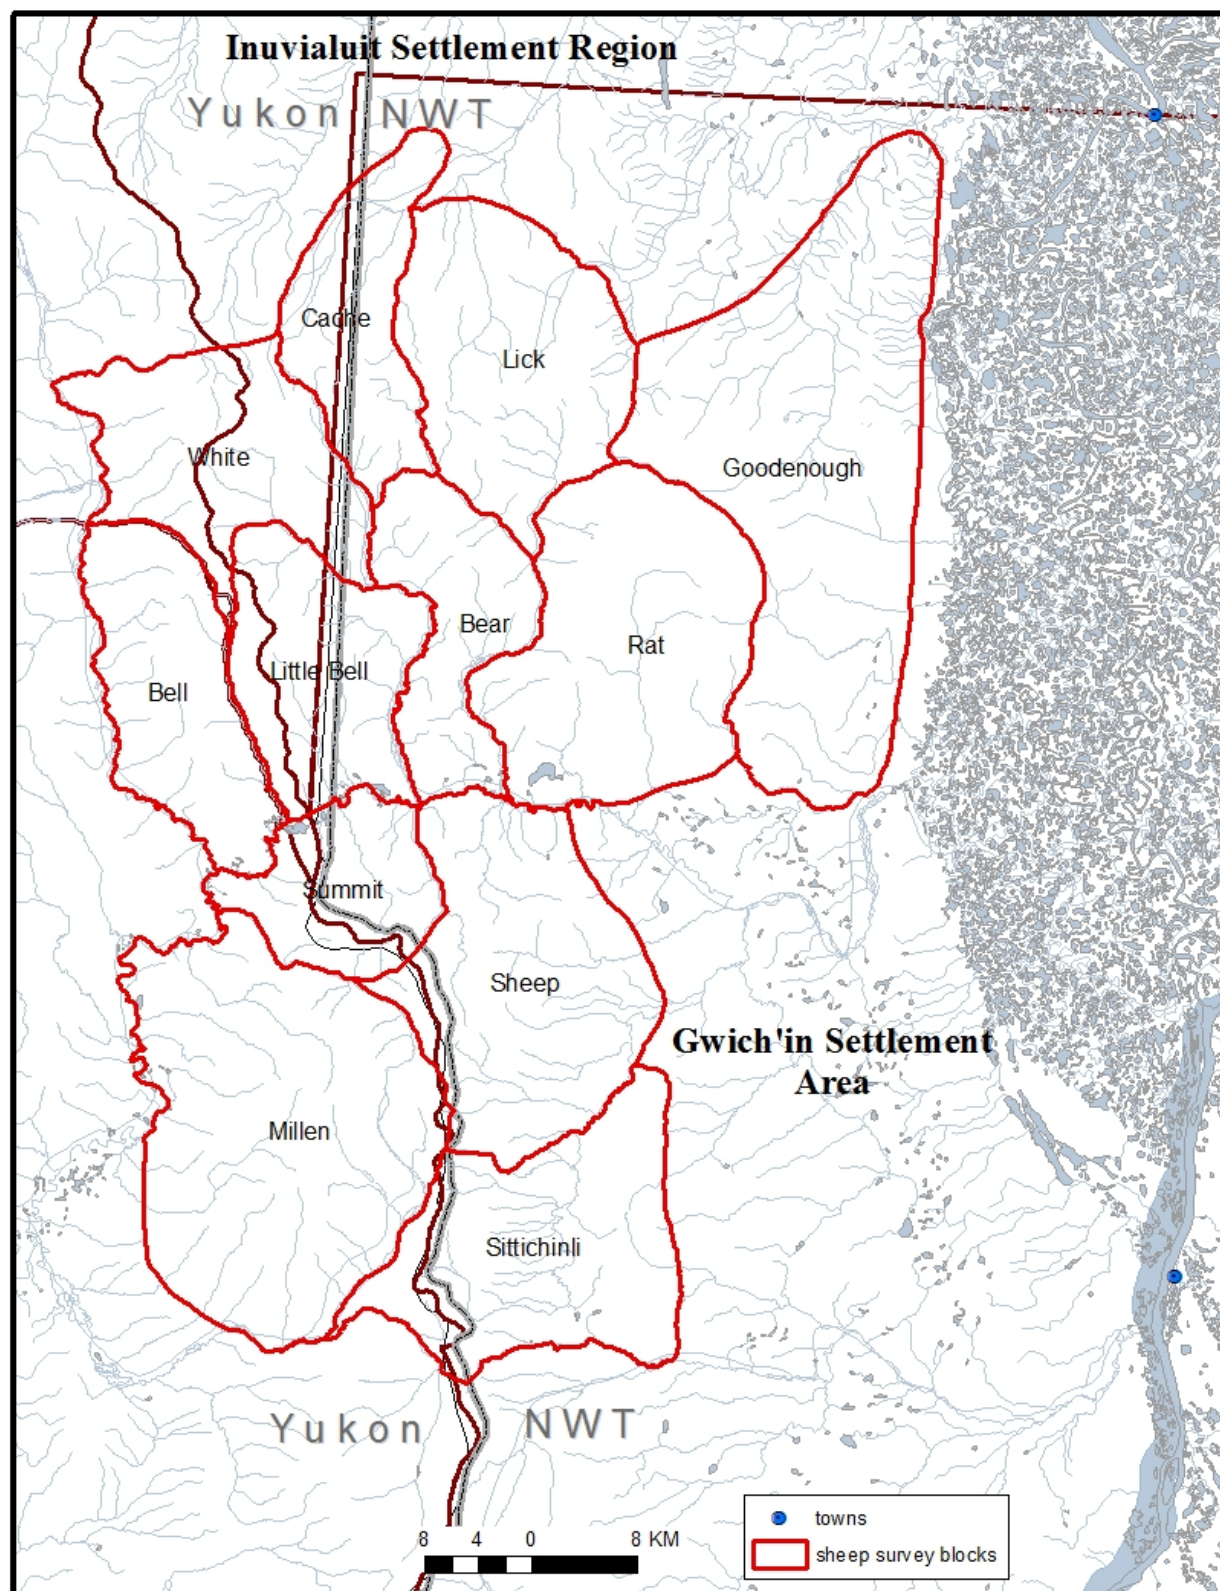 Inuvialuit Settlement Region
Yukon NWT
Cache
Lick
White
Goodenough
Bear
Rat
Little Bell
Bell
Summit
Sheep
Gwich'in Settlement
Area
Millen
Sittichinli
Yukon NWT
8 4 0 8 KM
towns
sheep survey blocks